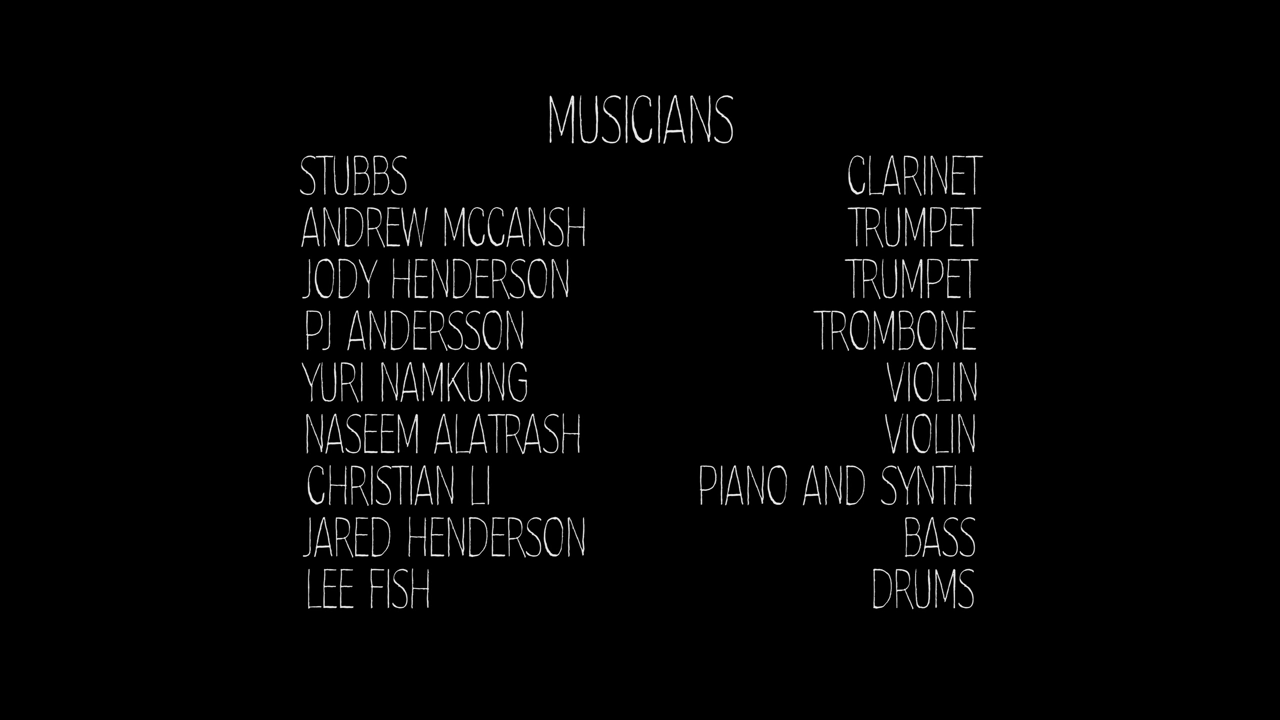 MUSICIANS
STUBBS CLARINET
ANDREW MCCANSH TRUMPET
JODY HENDERSON TRUMPET
PJ ANDERSSON TROMBONE
YURI NAMKUNG VIOLIN
NASEEM ALATRASH VIOLIN
CHRISTIAN LI PIANO AND SYNTH
JARED HENDERSON BASS
LEE FISH DRUMS